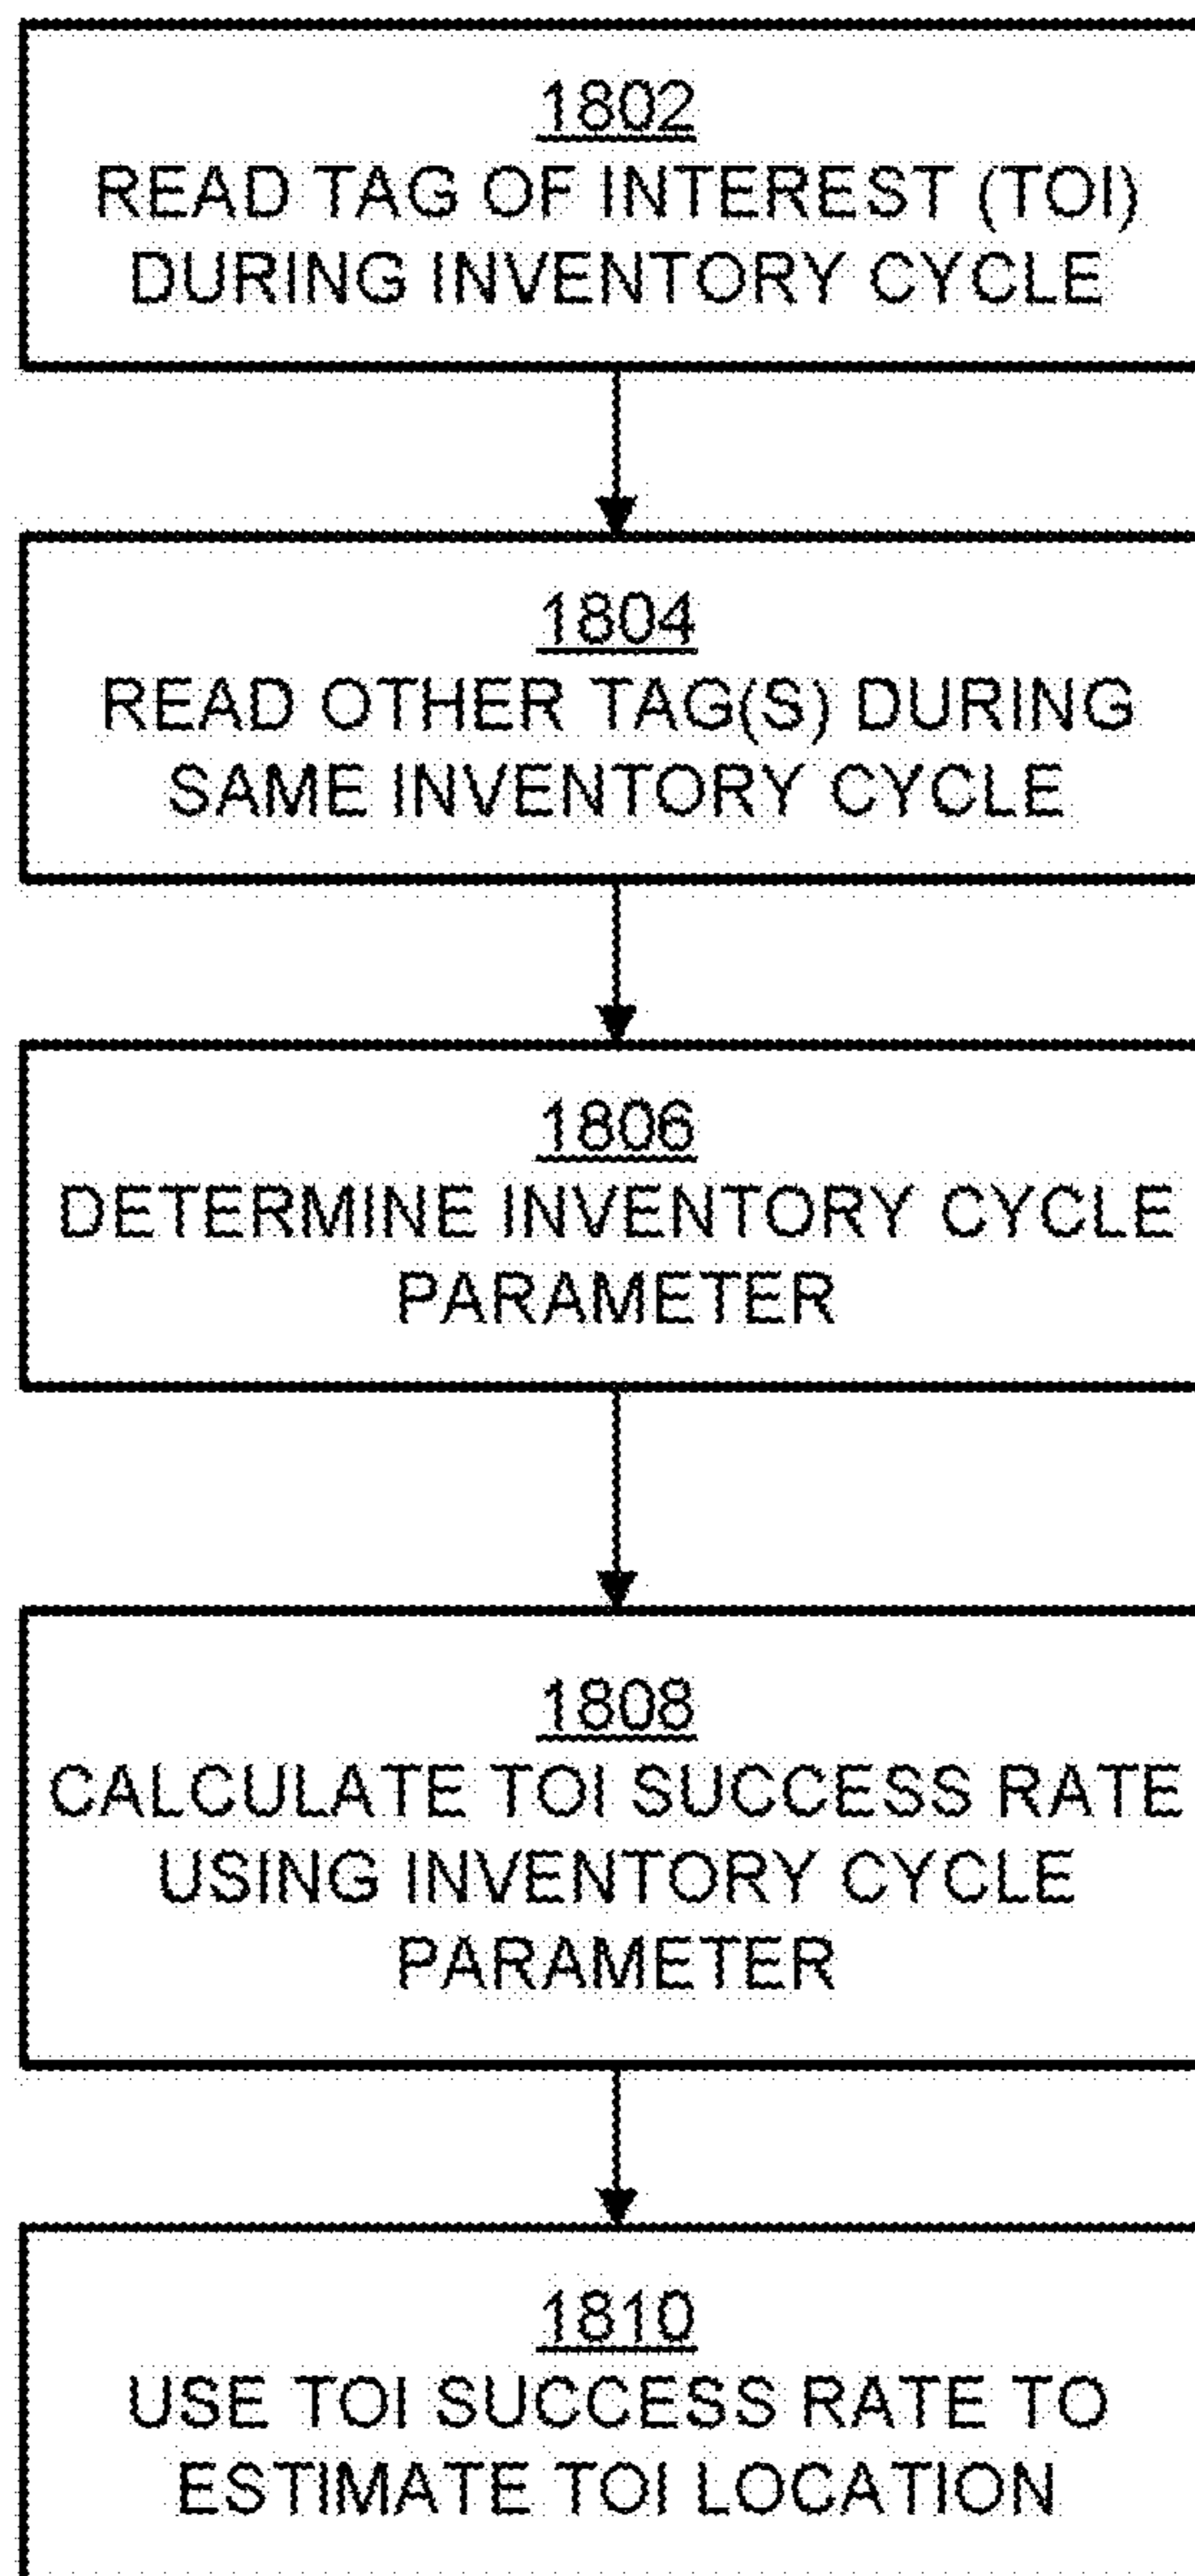 1802
READ TAG OF INTEREST (TOI)
DURING INVENTORY CYCLE
1804
READ OTHER TAG(S) DURING
SAME INVENTORY CYCLE
1806
DETERMINE INVENTORY CYCLE
PARAMETER
1808
CALCULATE TOI SUCCESS RATE
USING INVENTORY CYCLE
PARAMETER
1810
USE TOI SUCCESS RATE TO
ESTIMATE TOI LOCATION